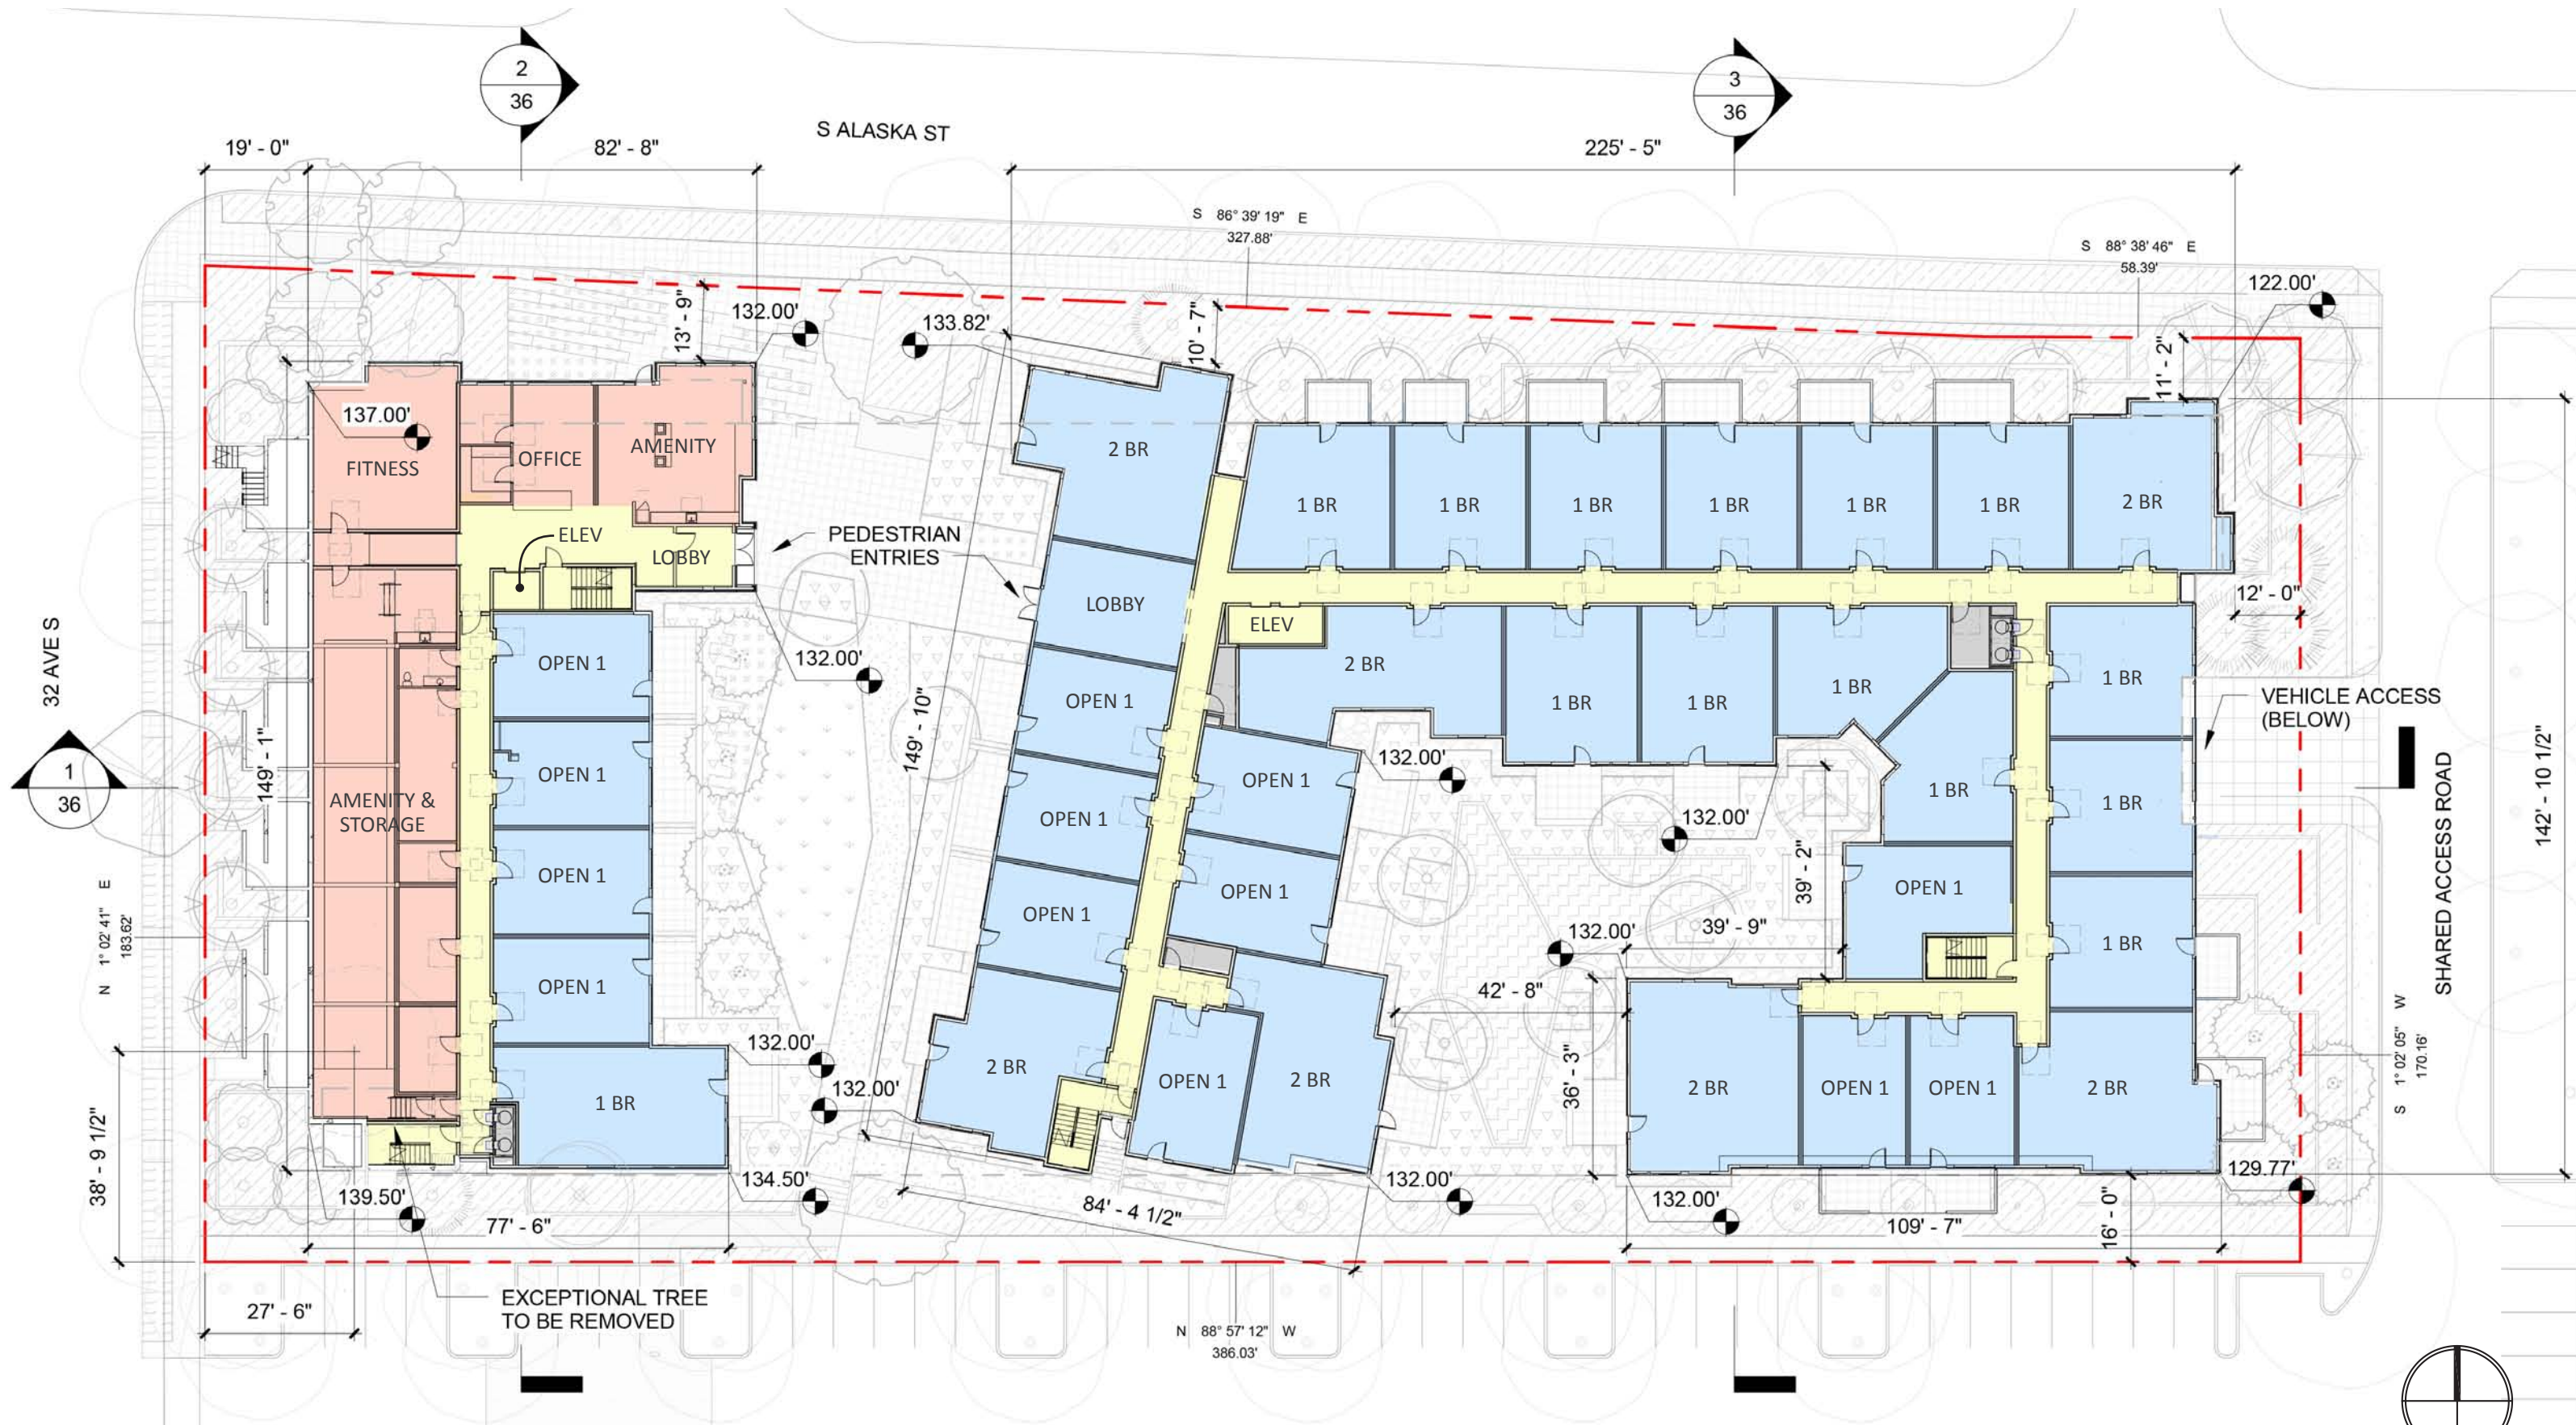 2
36
3
36
S ALASKA ST
19' - 0"
82' - 8"
225' - 5"
S 86° 39' 19" E
327.88'
S 88° 38' 46" E
58.39'
122.00'
13' - 9"
132.00'
133.82'
10' - 7"
11' - 2"
137.00'
FITNESS
OFFICE
AMENITY
2 BR
1 BR
1 BR
1 BR
1 BR
1 BR
1 BR
2 BR
ELEV
LOBBY
PEDESTRIAN
ENTRIES
LOBBY
12' - 0"
ELEV
32 AVE S
OPEN 1
132.00'
OPEN 1
2 BR
1 BR
1 BR
1 BR
1 BR
VEHICLE ACCESS
(BELOW)
1
36
149' - 1"
149' - 10"
OPEN 1
OPEN 1
OPEN 1
132.00'
132.00'
1 BR
1 BR
SHARED ACCESS ROAD
142' - 10 1/2"
AMENITY &
STORAGE
OPEN 1
OPEN 1
OPEN 1
39' - 2"
OPEN 1
N 1° 02' 41" E
183.62'
OPEN 1
132.00'
39' - 9"
1 BR
42' - 8"
132.00'
132.00'
36' - 3"
S 1° 02' 05" W
170.16'
38' - 9 1/2"
1 BR
2 BR
OPEN 1
2 BR
2 BR
OPEN 1
OPEN 1
2 BR
139.50'
134.50'
132.00'
132.00'
129.77'
77' - 6"
84' - 4 1/2"
109' - 7"
16' - 0"
27' - 6"
EXCEPTIONAL TREE
TO BE REMOVED
N 88° 57' 12" W
386.03'